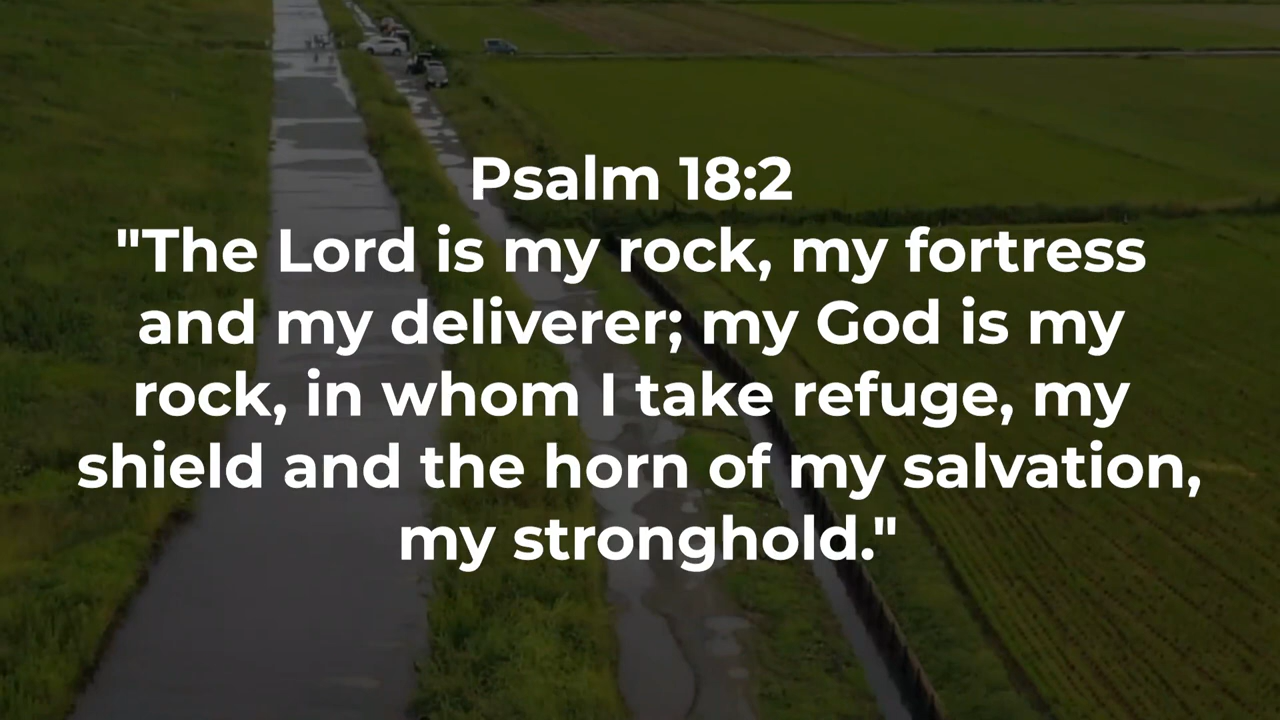 Psalm 18:2
"The Lord is my rock, my fortress
and my deliverer; my God is my
rock, in whom I take refuge, my
shield and the horn of my salvation,
my stronghold."